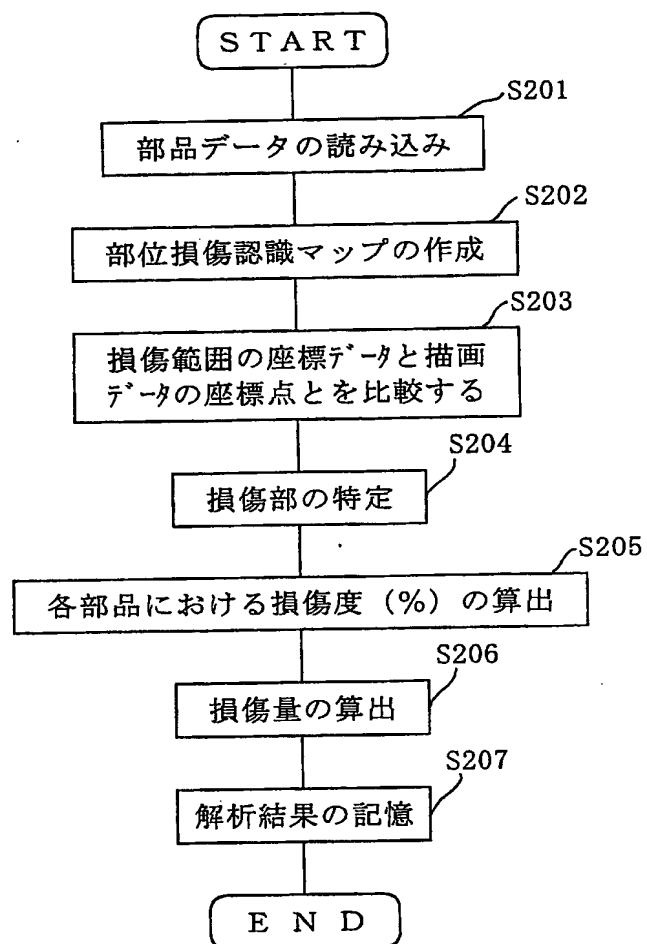 START
S201
部品データの読み込み
S202
部位損傷認識マップの作成
S203
損傷範囲の座標ﾃﾞｰﾀと描画
ﾃﾞｰﾀの座標点とを比較する
S204
損傷部の特定
S205
各部品における損傷度（%）の算出
S206
損傷量の算出
S207
解析結果の記憶
END